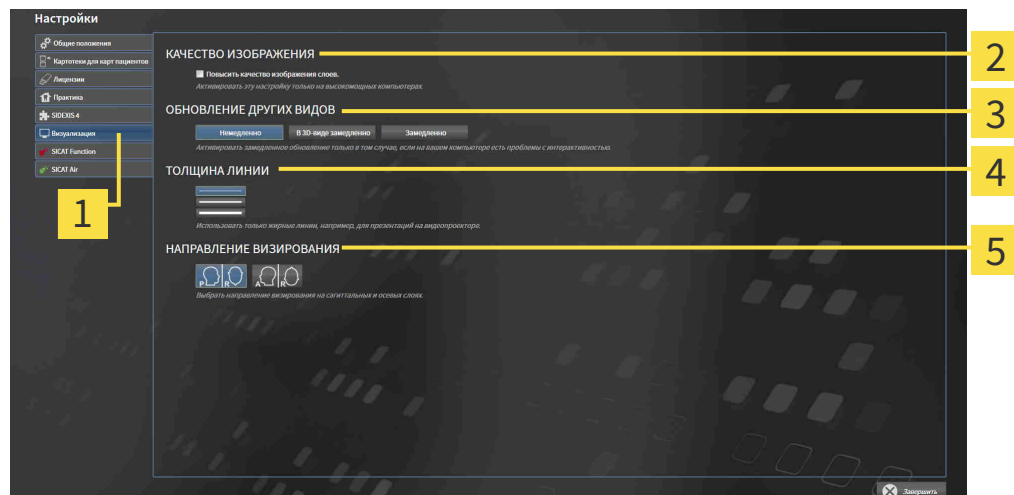 Настройки
Общие положения
Картотеки для карт пациентов
Лицензии
Практика
SIDEXIS 4
Визуализация
SICAT Function
SICAT Air
1
КАЧЕСТВО ИЗОБРАЖЕНИЯ
2
Повысить качество изображения слоев.
Активировать эту настройку только на высокомощных компьютерах.
ОБНОВЛЕНИЕ ДРУГИХ ВИДОВ
3
Немедленно В 3D-виде замедленно Замедленно
Активировать замедленное обновление только в том случае, если на вашем компьютере есть проблемы с интерактивностью.
ТОЛЩИНА ЛИНИИ
4
Использовать только жирные линии, например, для презентаций на видеопроекторе.
НАПРАВЛЕНИЕ ВИЗИРОВАНИЯ
5
P R A R
Выбрать направление визирования на сагиттальных и осевых слоях.
Завершить